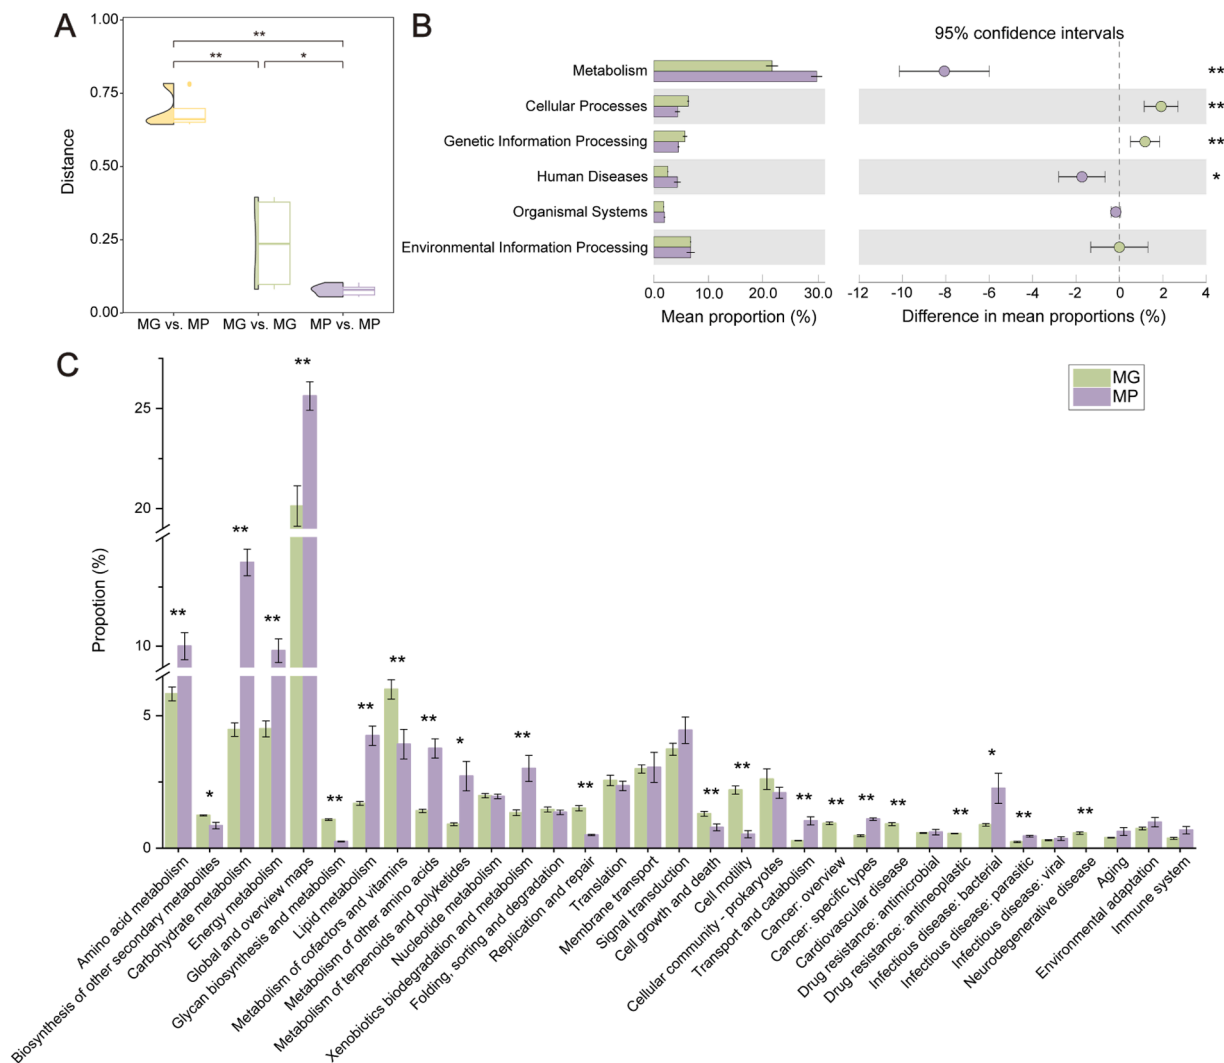 A
1.00
0.75
0.50
0.25
0.00
Distance
**
**
*
MG vs. MP
MG vs. MG
MP vs. MP
B
95% confidence intervals
Metabolism
**
Cellular Processes
**
Genetic Information Processing
**
Human Diseases
*
Organismal Systems
Environmental Information Processing
0.0
10.0
20.0
30.0
-12
-10
-8
-6
-4
-2
0
2
4
Mean proportion (%)
Difference in mean proportions (%)
C
MG
MP
25
20
10
5
0
Propotion (%)
**
*
**
**
**
**
**
**
**
*
**
**
**
**
**
**
**
**
**
*
**
**
Amino acid metabolism
Biosynthesis of other secondary metabolites
Carbohydrate metabolism
Energy metabolism
Global and overview maps
Glycan biosynthesis and metabolism
Lipid metabolism
Metabolism of cofactors and vitamins
Metabolism of other amino acids
Metabolism of terpenoids and polyketides
Nucleotide metabolism
Xenobiotics biodegradation and metabolism
Folding, sorting and degradation
Replication and repair
Translation
Membrane transport
Signal transduction
Cell growth and death
Cell motility
Cellular community - prokaryotes
Transport and catabolism
Cancer: overview
Cancer: specific types
Cardiovascular disease
Drug resistance: antimicrobial
Drug resistance: antineoplastic
Infectious disease: bacterial
Infectious disease: parasitic
Infectious disease: viral
Neurodegenerative disease
Aging
Environmental adaptation
Immune system